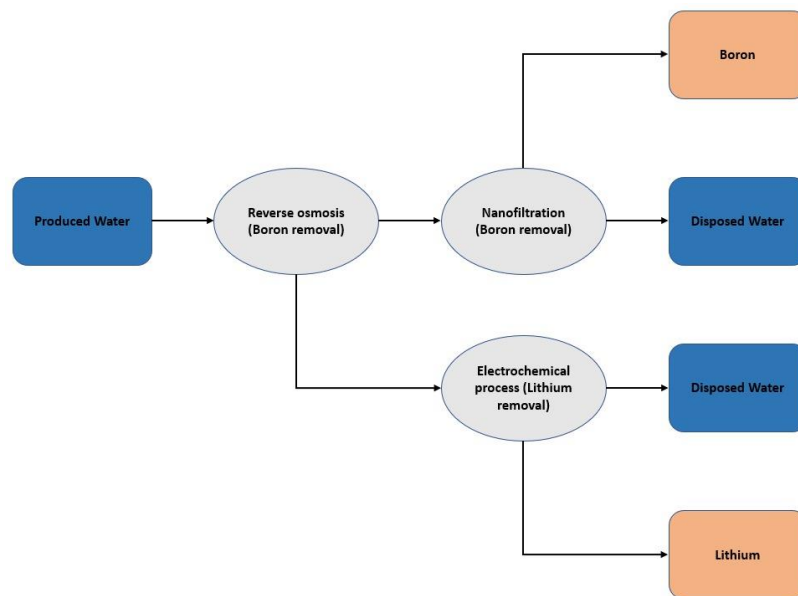 Boron
Produced Water
Reverse osmosis
(Boron removal)
Nanofiltration
(Boron removal)
Disposed Water
Electrochemical
process (Lithium
removal)
Disposed Water
Lithium